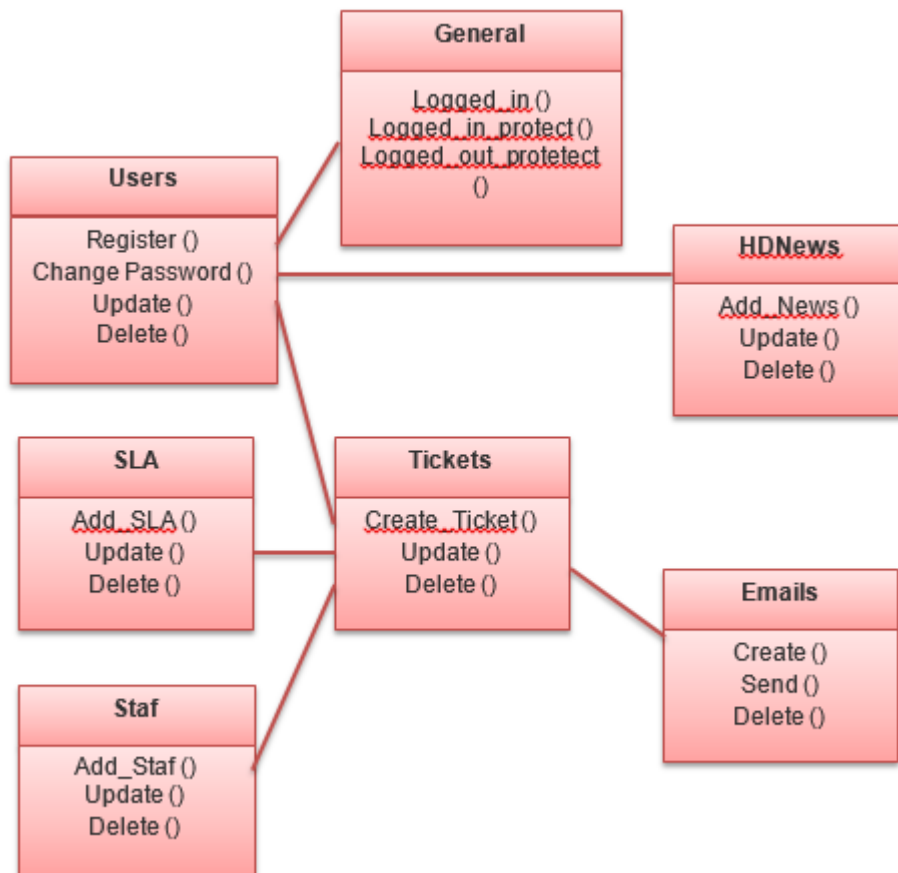 General
Logged_in ()
Logged_in_protect ()
Logged_out_protetect
()
Users
Register ()
Change Password ()
Update ()
Delete ()
HDNews
Add_News ()
Update ()
Delete ()
SLA
Add_SLA ()
Update ()
Delete ()
Tickets
Create_Ticket ()
Update ()
Delete ()
Emails
Create ()
Send ()
Delete ()
Staf
Add_Staf ()
Update ()
Delete ()